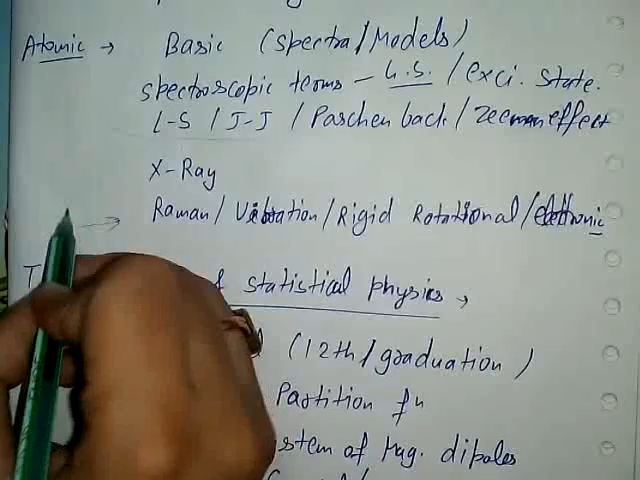 Atomic → Basic (Spectra/Models)
spectroscopic terms - G.S. / exci. state.
L-S / J-J / Paschen back / Zeeman effect
X-Ray
Raman / Vibration / Rigid Rotational / electronic
T statistical physics →
(12th/graduation)
Partition fn
stem of Mag. dipoles